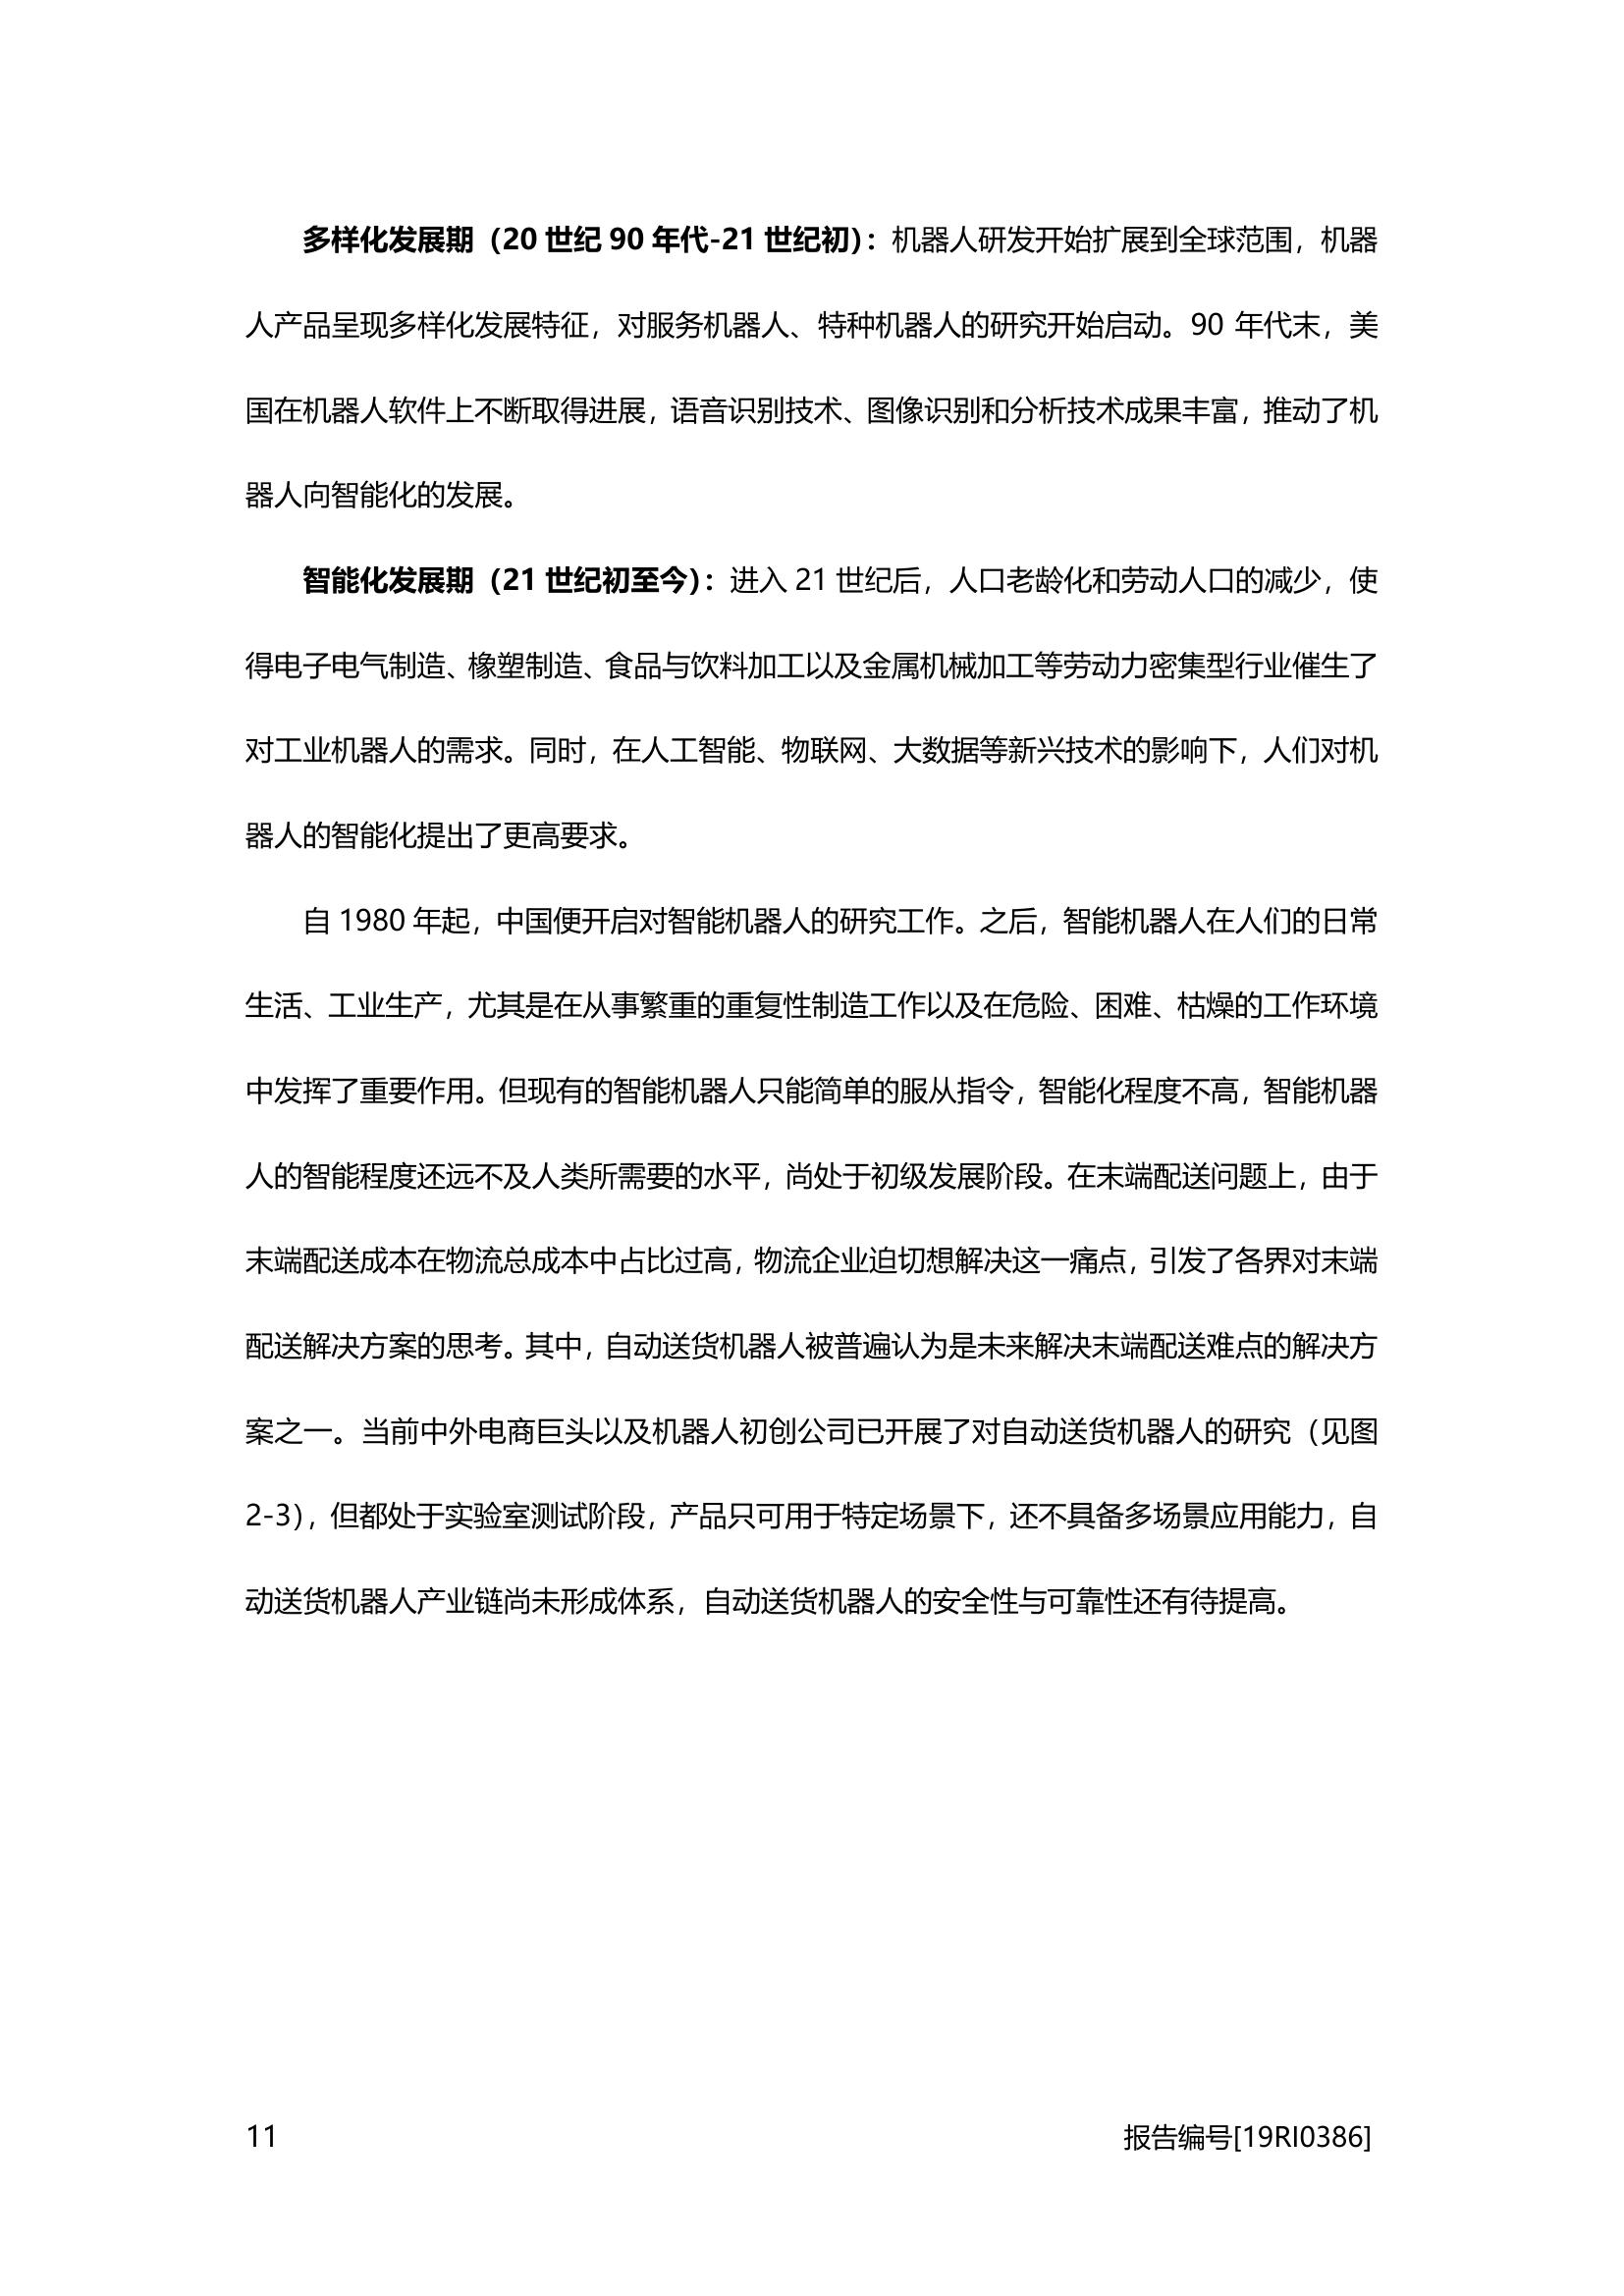 多样化发展期（20 世纪 90 年代-21 世纪初）：机器人研发开始扩展到全球范围，机器
人产品呈现多样化发展特征，对服务机器人、特种机器人的研究开始启动。90 年代末，美
国在机器人软件上不断取得进展，语音识别技术、图像识别和分析技术成果丰富，推动了机
器人向智能化的发展。
智能化发展期（21 世纪初至今）：进入 21 世纪后，人口老龄化和劳动人口的减少，使
得电子电气制造、橡塑制造、食品与饮料加工以及金属机械加工等劳动力密集型行业催生了
对工业机器人的需求。同时，在人工智能、物联网、大数据等新兴技术的影响下，人们对机
器人的智能化提出了更高要求。
自 1980 年起，中国便开启对智能机器人的研究工作。之后，智能机器人在人们的日常
生活、工业生产，尤其是在从事繁重的重复性制造工作以及在危险、困难、枯燥的工作环境
中发挥了重要作用。但现有的智能机器人只能简单的服从指令，智能化程度不高，智能机器
人的智能程度还远不及人类所需要的水平，尚处于初级发展阶段。在末端配送问题上，由于
末端配送成本在物流总成本中占比过高，物流企业迫切想解决这一痛点，引发了各界对末端
配送解决方案的思考。其中，自动送货机器人被普遍认为是未来解决末端配送难点的解决方
案之一。当前中外电商巨头以及机器人初创公司已开展了对自动送货机器人的研究（见图
2-3），但都处于实验室测试阶段，产品只可用于特定场景下，还不具备多场景应用能力，自
动送货机器人产业链尚未形成体系，自动送货机器人的安全性与可靠性还有待提高。
11 报告编号[19RI0386]